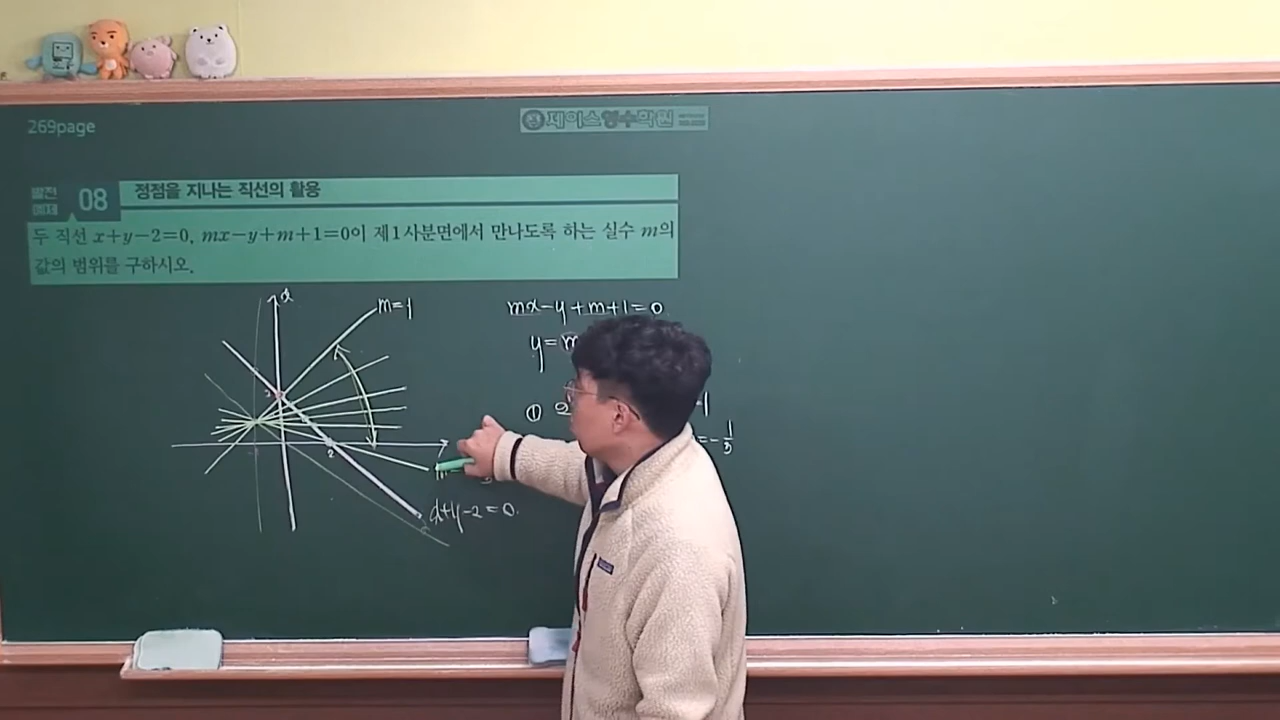 269page
제이스영수학원
발전
예제
08
정점을 지나는 직선의 활용
두 직선 x+y-2=0, mx-y+m+1=0이 제1사분면에서 만나도록 하는 실수 m의
값의 범위를 구하시오.
m=1
mx-y+m+1=0
y=m
①
2
x+y-2=0